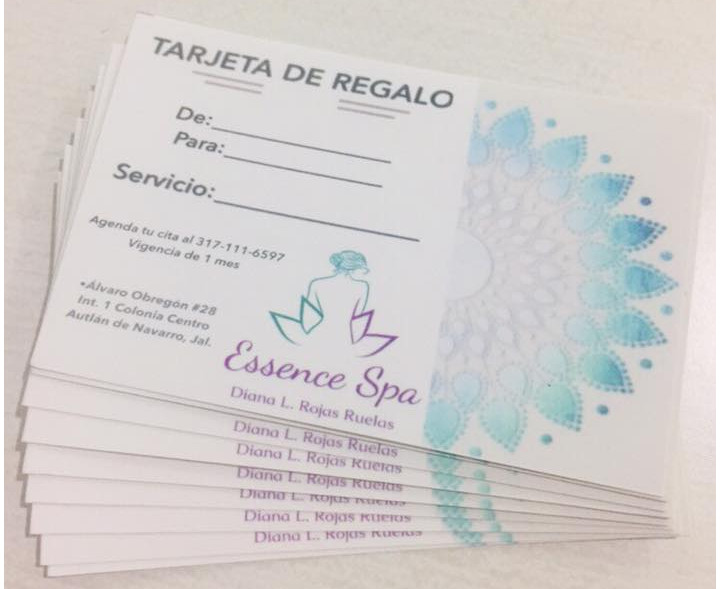 TARJETA DE REGALO
De:
Para:
Servicio:
Agenda tu cita al 317-111-6597
Vigencia de 1 mes
•Álvaro Obregón #28
Int. 1 Colonia Centro
Autlán de Navarro, Jal.
Essence Spa
Diana L. Rojas Ruelas
Diana L. Rojas Ruelas
Diana L. Rojas Ruelas
Diana L. Rojas Ruelas
Diana L. Rojas Ruelas
Diana L. Rojas Ruelas
Diana L. Rojas Ruelas